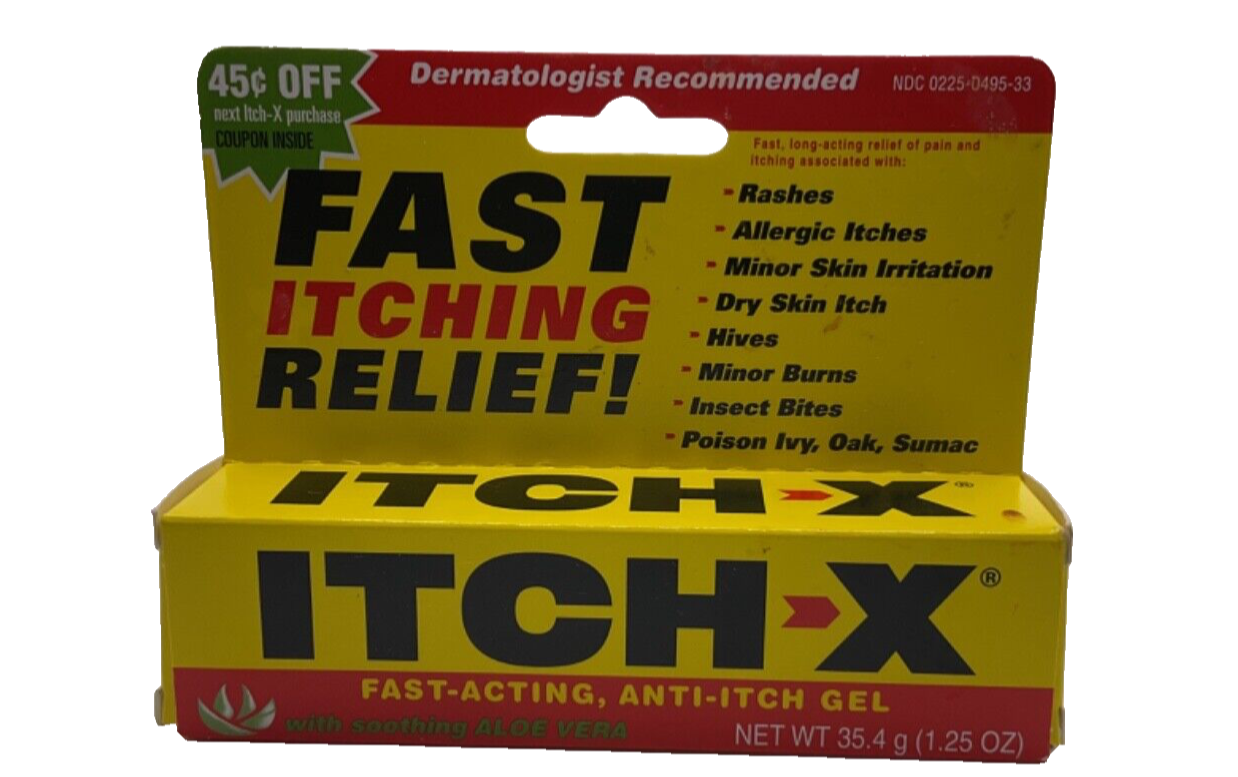 45¢ OFF
next Itch-X purchase
COUPON INSIDE
Dermatologist Recommended
NDC 0225-0495-33
FAST
ITCHING
RELIEF!
Fast, long-acting relief of pain and
itching associated with:
Rashes
Allergic Itches
Minor Skin Irritation
Dry Skin Itch
Hives
Minor Burns
Insect Bites
Poison Ivy, Oak, Sumac
ITCH-X®
ITCH-X®
FAST-ACTING, ANTI-ITCH GEL
with soothing ALOE VERA
NET WT 35.4 g (1.25 OZ)